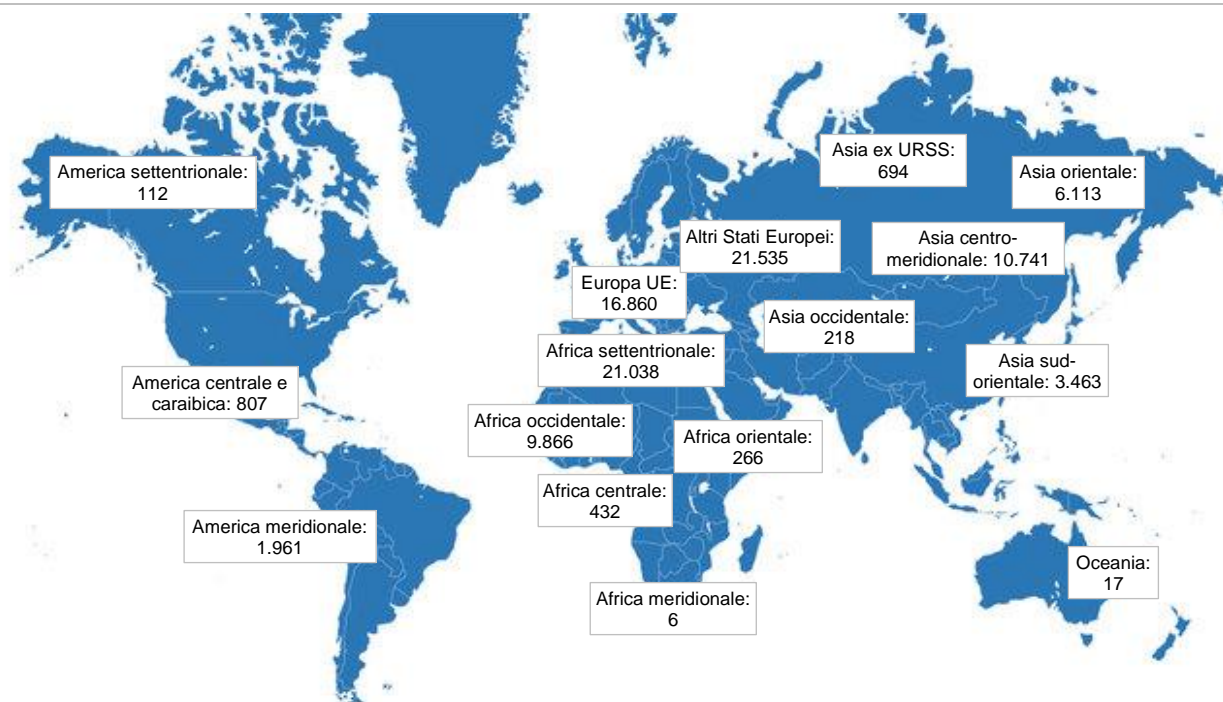 America settentrionale:
112
Asia ex URSS:
694
Asia orientale:
6.113
Altri Stati Europei:
21.535
Asia centro-
meridionale: 10.741
Europa UE:
16.860
Asia occidentale:
218
Africa settentrionale:
21.038
Asia sud-
orientale: 3.463
America centrale e
caraibica: 807
Africa occidentale:
9.866
Africa orientale:
266
Africa centrale:
432
America meridionale:
1.961
Oceania:
17
Africa meridionale:
6